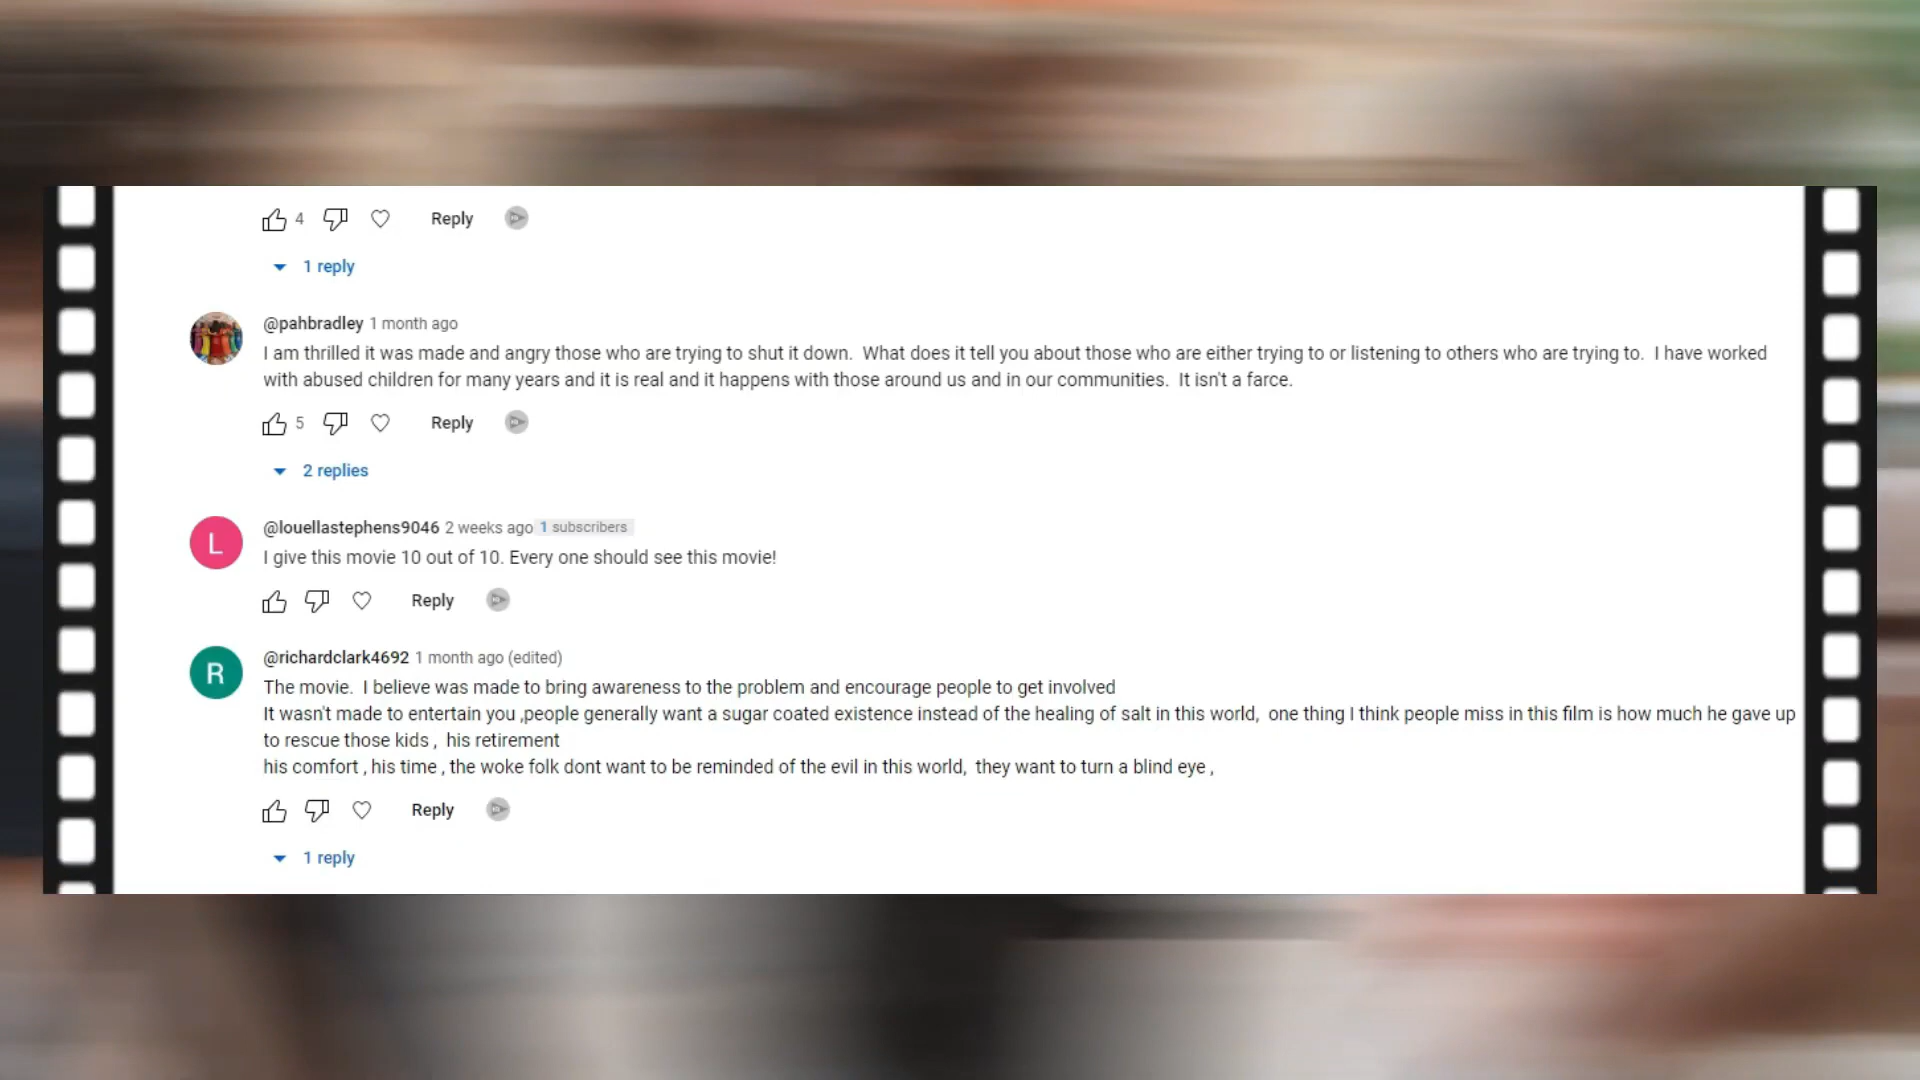 4 Reply
1 reply
@pahbradley 1 month ago
I am thrilled it was made and angry those who are trying to shut it down.  What does it tell you about those who are either trying to or listening to others who are trying to.  I have worked
with abused children for many years and it is real and it happens with those around us and in our communities.  It isn't a farce.
5 Reply
2 replies
L
@louellastephens9046 2 weeks ago 1 subscribers
I give this movie 10 out of 10. Every one should see this movie!
Reply
R
@richardclark4692 1 month ago (edited)
The movie.  I believe was made to bring awareness to the problem and encourage people to get involved
It wasn't made to entertain you ,people generally want a sugar coated existence instead of the healing of salt in this world,  one thing I think people miss in this film is how much he gave up
to rescue those kids ,  his retirement
his comfort , his time , the woke folk dont want to be reminded of the evil in this world,  they want to turn a blind eye ,
Reply
1 reply